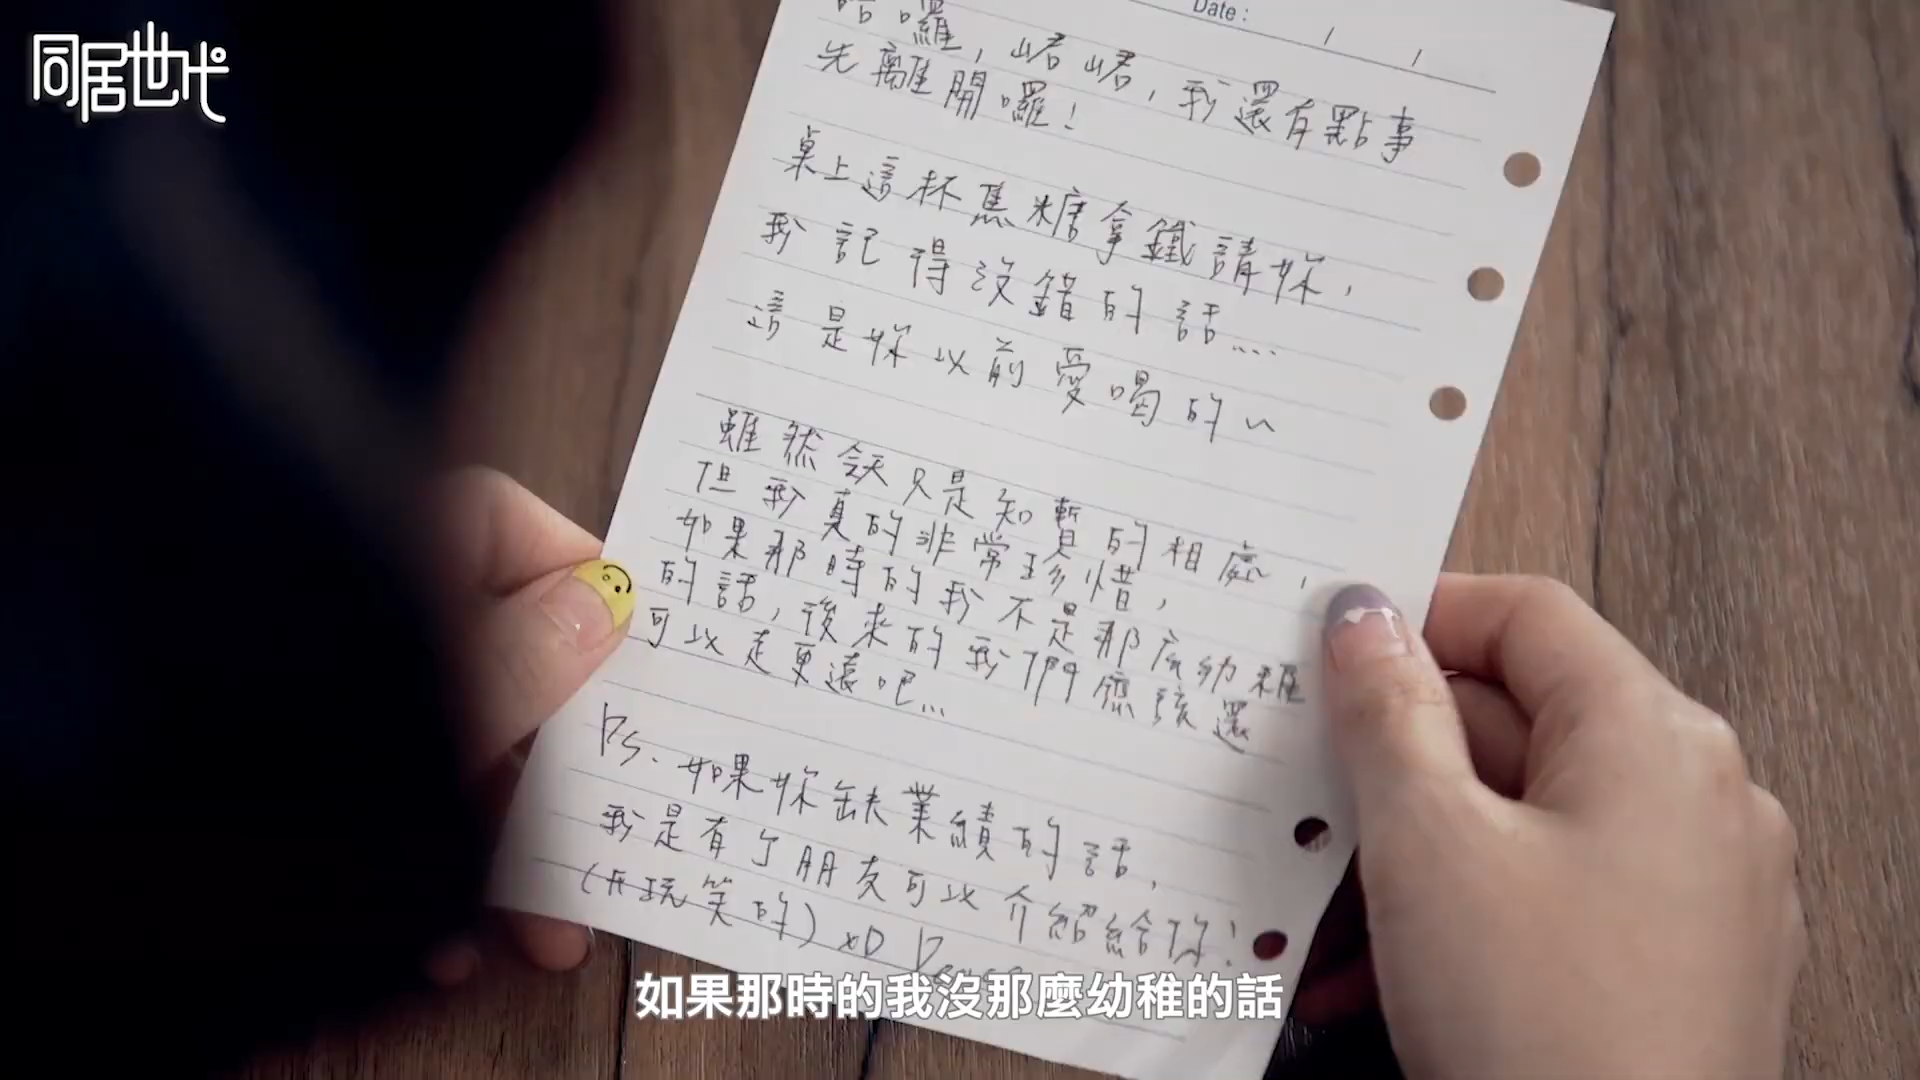 同居世代
Date : / /
哈囉，峮峮，我還有點事
先離開囉！
桌上這杯焦糖拿鐵請妳，
我記得沒錯的話....
這是妳以前愛喝的~
雖然今天只是短暫的相處，
但我真的非常珍惜，
如果那時的我不是那麼幼稚
的話，後來的我們應該還
可以走更遠吧...
Ps. 如果妳缺業績的話，
我是有个朋友可以介紹給你！
(開玩笑的) xD
如果那時的我沒那麼幼稚的話